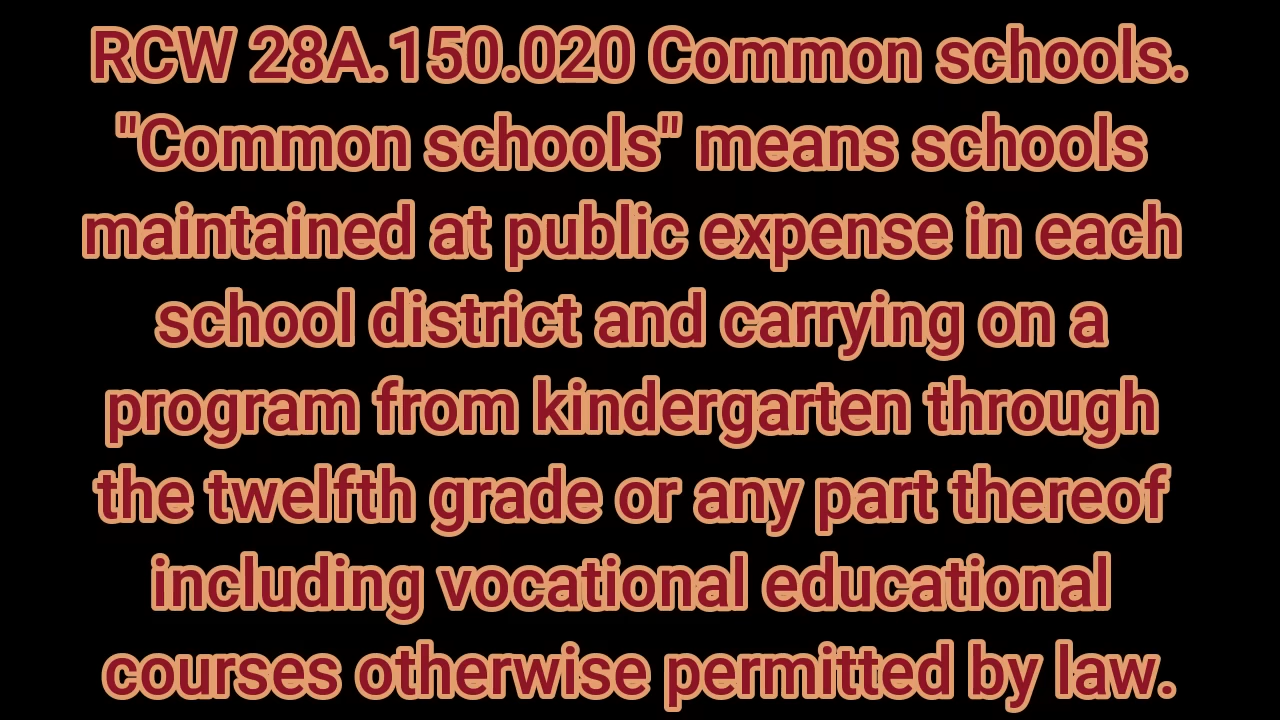 RCW 28A.150.020 Common schools.
"Common schools" means schools
maintained at public expense in each
school district and carrying on a
program from kindergarten through
the twelfth grade or any part thereof
including vocational educational
courses otherwise permitted by law.